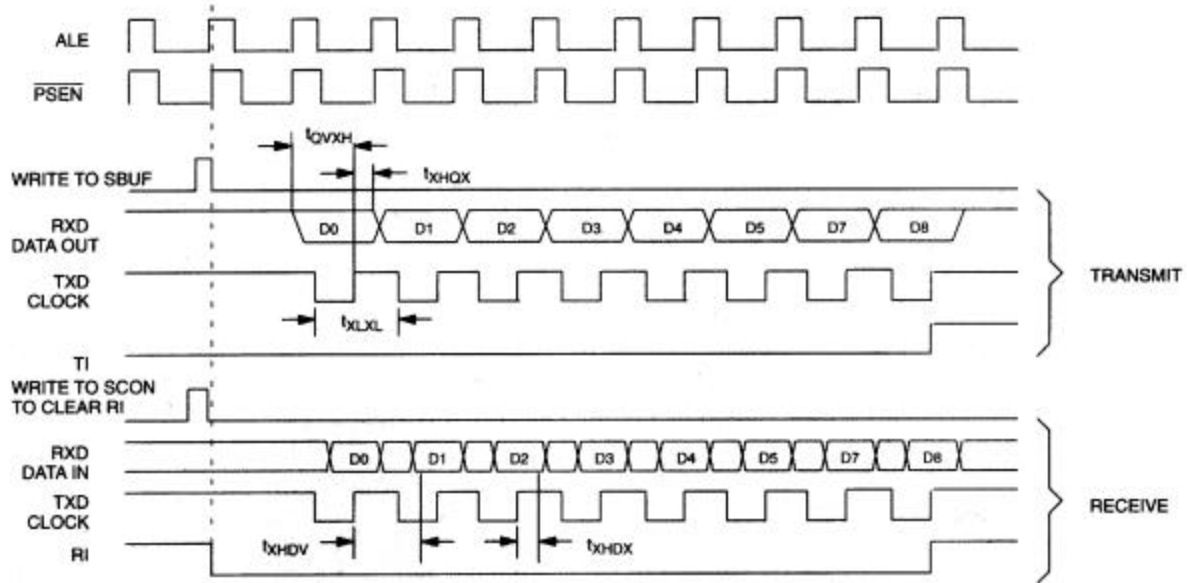 ALE
PSEN
tQVXH
tXHQX
WRITE TO SBUF
RXD
DATA OUT
D0 D1 D2 D3 D4 D5 D7 D8
TXD
CLOCK
TRANSMIT
tXLXL
TI
WRITE TO SCON
TO CLEAR RI
RXD
DATA IN
D0 D1 D2 D3 D4 D5 D7 D8
TXD
CLOCK
RECEIVE
tXHDV
tXHDX
RI